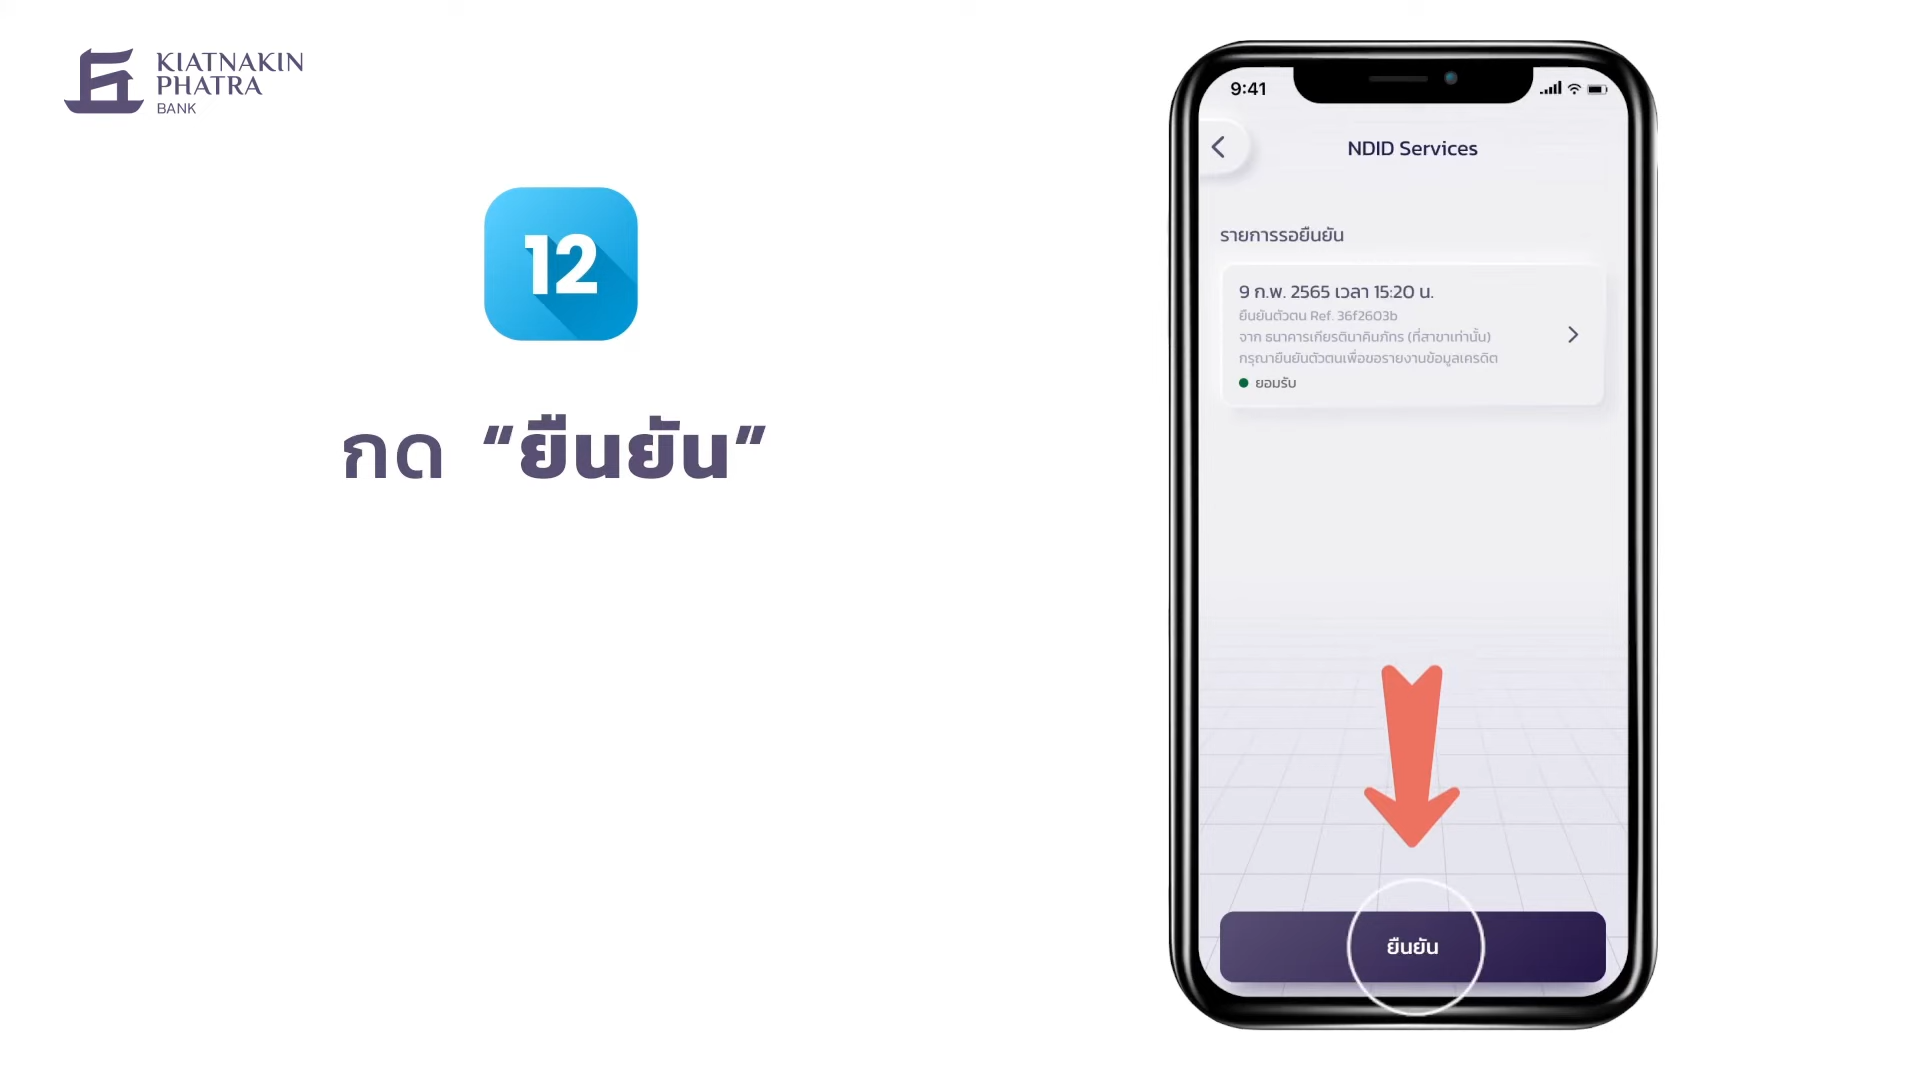 KIATNAKIN
PHATRA
BANK
12
กด “ยืนยัน”
9:41
NDID Services
รายการรอยืนยัน
9 ก.พ. 2565 เวลา 15:20 น.
ยืนยันตัวตน Ref. 36f2603b
จาก ธนาคารเกียรตินาคินภัทร (ที่สาขาเท่านั้น)
กรุณายืนยันตัวตนเพื่อขอรายงานข้อมูลเครดิต
ยอมรับ
ยืนยัน